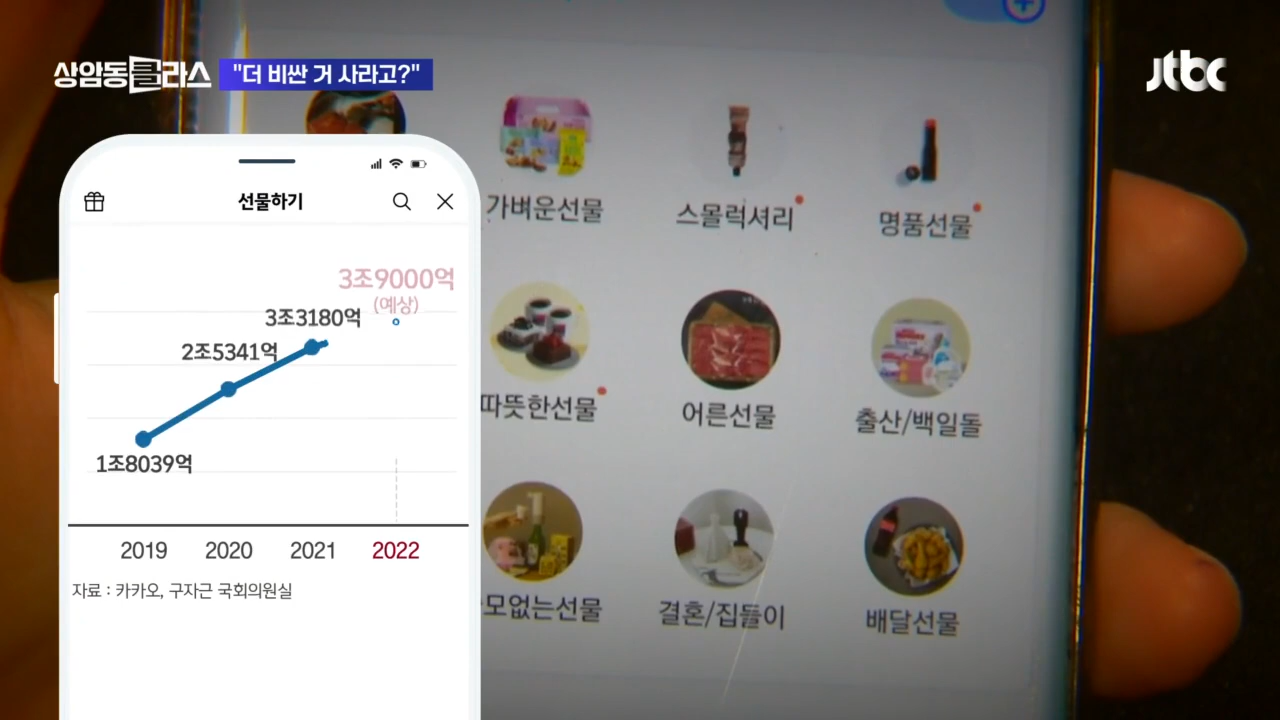 상암동클라스
"더 비싼 거 사라고?"
jtbc
선물하기
3조9000억
(예상)
3조3180억
2조5341억
1조8039억
2019 2020 2021 2022
자료 : 카카오, 구자근 국회의원실
가벼운선물
스몰럭셔리
명품선물
따뜻한선물
어른선물
출산/백일돌
모없는선물
결혼/집들이
배달선물